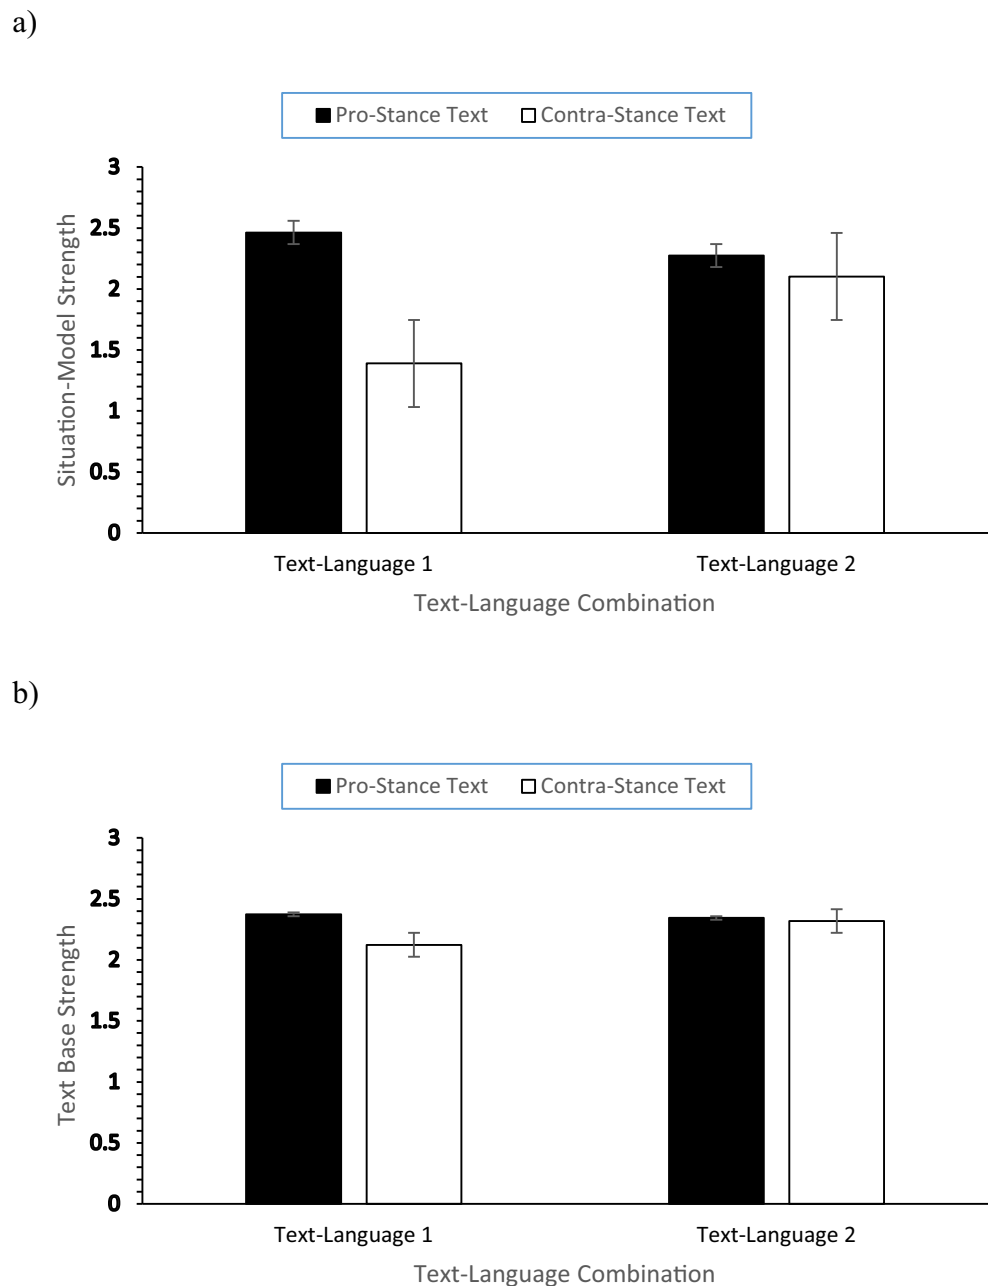 a)
Pro-Stance Text Contra-Stance Text
3
2.5
2
1.5
1
0.5
0
Situation-Model Strength
Text-Language 1 Text-Language 2
Text-Language Combination
b)
Pro-Stance Text Contra-Stance Text
3
2.5
2
1.5
1
0.5
0
Text Base Strength
Text-Language 1 Text-Language 2
Text-Language Combination